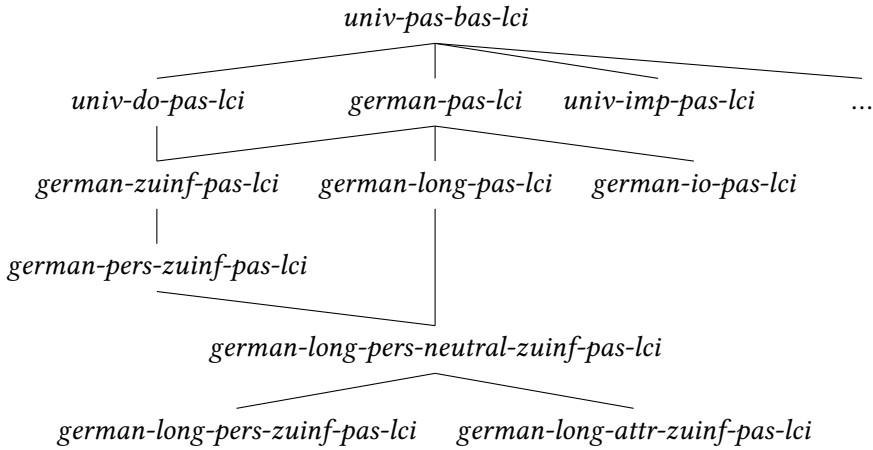 univ-pas-bas-lci
univ-do-pas-lci german-pas-lci univ-imp-pas-lci ...
german-zuinf-pas-lci german-long-pas-lci german-io-pas-lci
german-pers-zuinf-pas-lci
german-long-pers-neutral-zuinf-pas-lci
german-long-pers-zuinf-pas-lci german-long-attr-zuinf-pas-lci